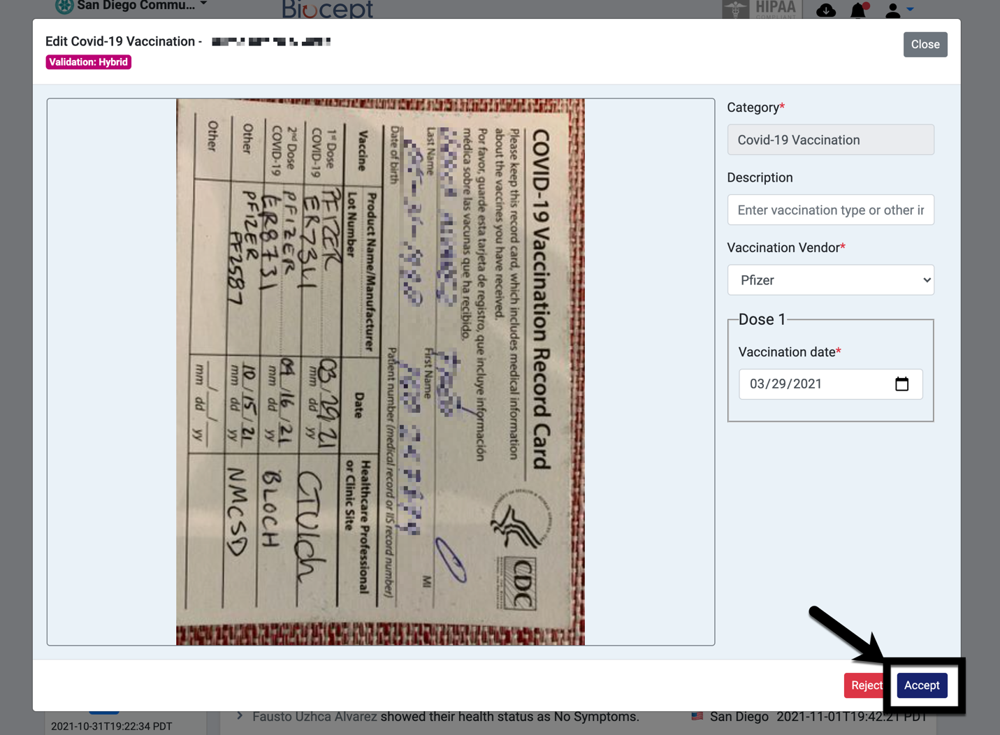 San Diego Commu...
Biocept
HIPAA
COMPLIANT
Edit Covid-19 Vaccination -
Validation: Hybrid
Close
COVID-19 Vaccination Record Card
Please keep this record card, which includes medical information
about the vaccines you have received.
Por favor, guarde esta tarjeta de registro, que incluye información
médica sobre las vacunas que ha recibido.
Last Name First Name MI
Date of birth Patient number (medical record or IIS record number)
Vaccine Product Name/Manufacturer Date Healthcare Professional
Lot Number or Clinic Site
1st Dose PFIZER 03/29/21
COVID-19 mm dd yy
2nd Dose PFIZER 04/16/21 BLOCH
COVID-19 ER8731 mm dd yy
Other PFIZER 10/15/21 NMCSD
FF2587 mm dd yy
Other / /
mm dd yy
CDC
Category*
Covid-19 Vaccination
Description
Enter vaccination type or other ir
Vaccination Vendor*
Pfizer
Dose 1
Vaccination date*
03/29/2021
Reject
Accept
2021-10-31T19:22:34 PDT
Fausto Uzhca Alvarez showed their health status as No Symptoms.
San Diego 2021-11-01T19:42:21 PDT